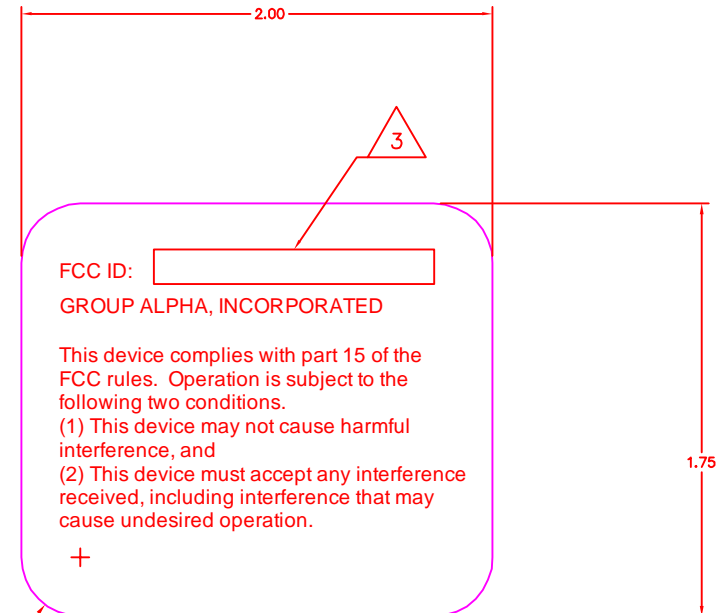 2.00
3
FCC ID:
GROUP ALPHA, INCORPORATED
This device complies with part 15 of the
FCC rules.  Operation is subject to the
following two conditions.
(1) This device may not cause harmful
interference, and
(2) This device must accept any interference
received, including interference that may
cause undesired operation.
1.75